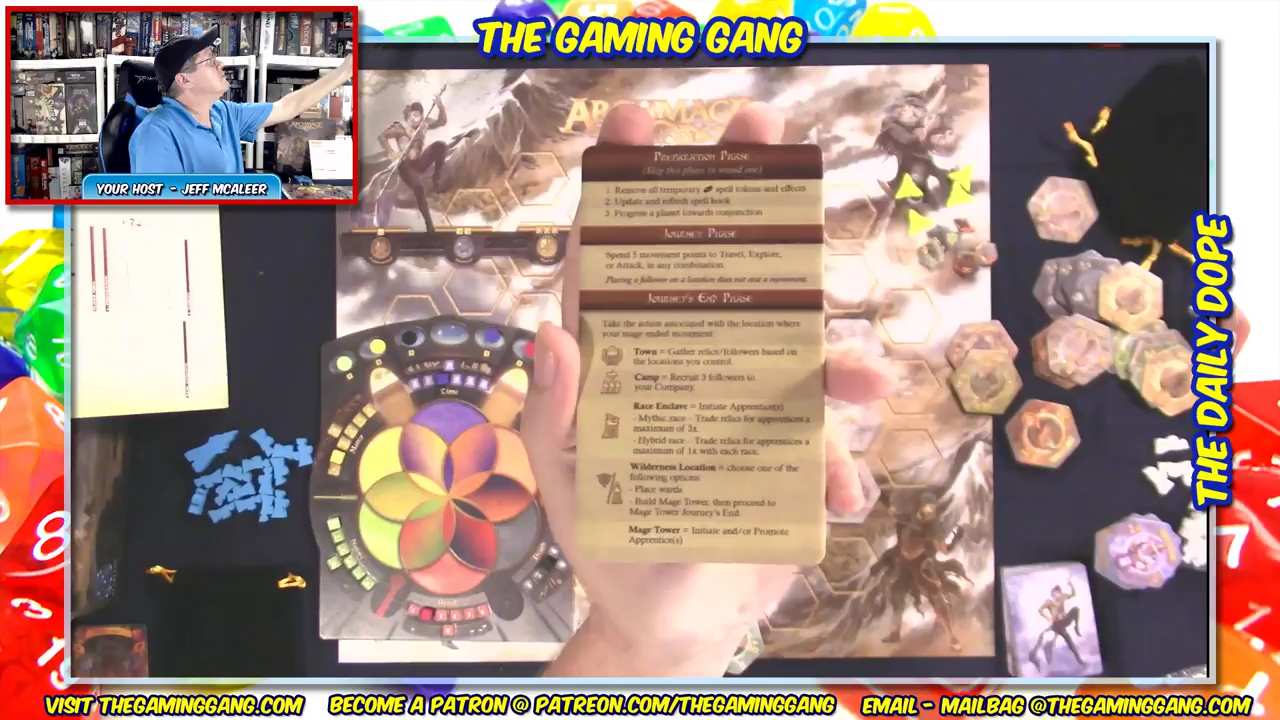 THE GAMING GANG
YOUR HOST - JEFF MCALEER
ARCHMAGE
PREPARATION PHASE
(Skip this phase in round one)
1. Remove all temporary spell tokens and effects
2. Update and refresh spell book
3. Progress a planet towards conjunction
JOURNEY PHASE
Spend 5 movement points to Travel, Explore,
or Attack, in any combination.
Placing a follower on a location does not cost a movement.
JOURNEY'S END PHASE
Take the action associated with the location where
your mage ended movement:
Town = Gather relics/followers based on
the locations you control.
Camp = Recruit 3 followers to
your Company.
Race Enclave = Initiate Apprentice(s)
- Mythic race - Trade relics for apprentices a
maximum of 3x
- Hybrid race - Trade relics for apprentices a
maximum of 1x with each race.
Wilderness Location = choose one of the
following options:
- Place wards
- Build Mage Tower, then proceed to
Mage Tower Journey's End.
Mage Tower = Initiate and/or Promote
Apprentice(s)
Time
Nature
Blood
THE DAILY DOPE
VISIT THEGAMINGGANG.COM
BECOME A PATRON @ PATREON.COM/THEGAMINGGANG
EMAIL - MAILBAG @THEGAMINGGANG.COM